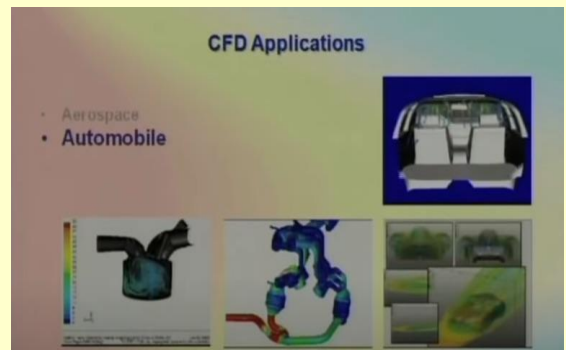 CFD Applications
• Aerospace
• Automobile